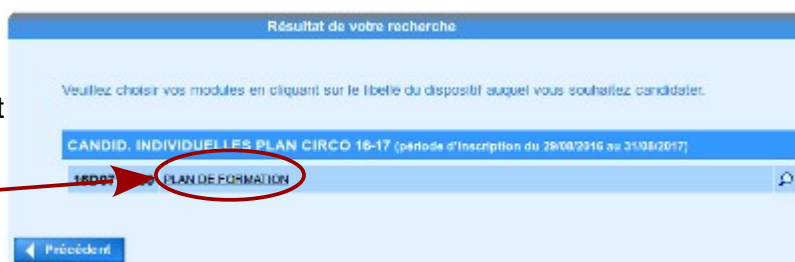 Résultat de votre recherche
Veuillez choisir vos modules en cliquant sur le libellé du dispositif auquel vous souhaitez candidater.
t
CANDID. INDIVIDUELLES PLAN CIRCO 16-17 (période d'inscription du 29/08/2016 au 31/08/2017)
PLAN DE FORMATION
Précédent